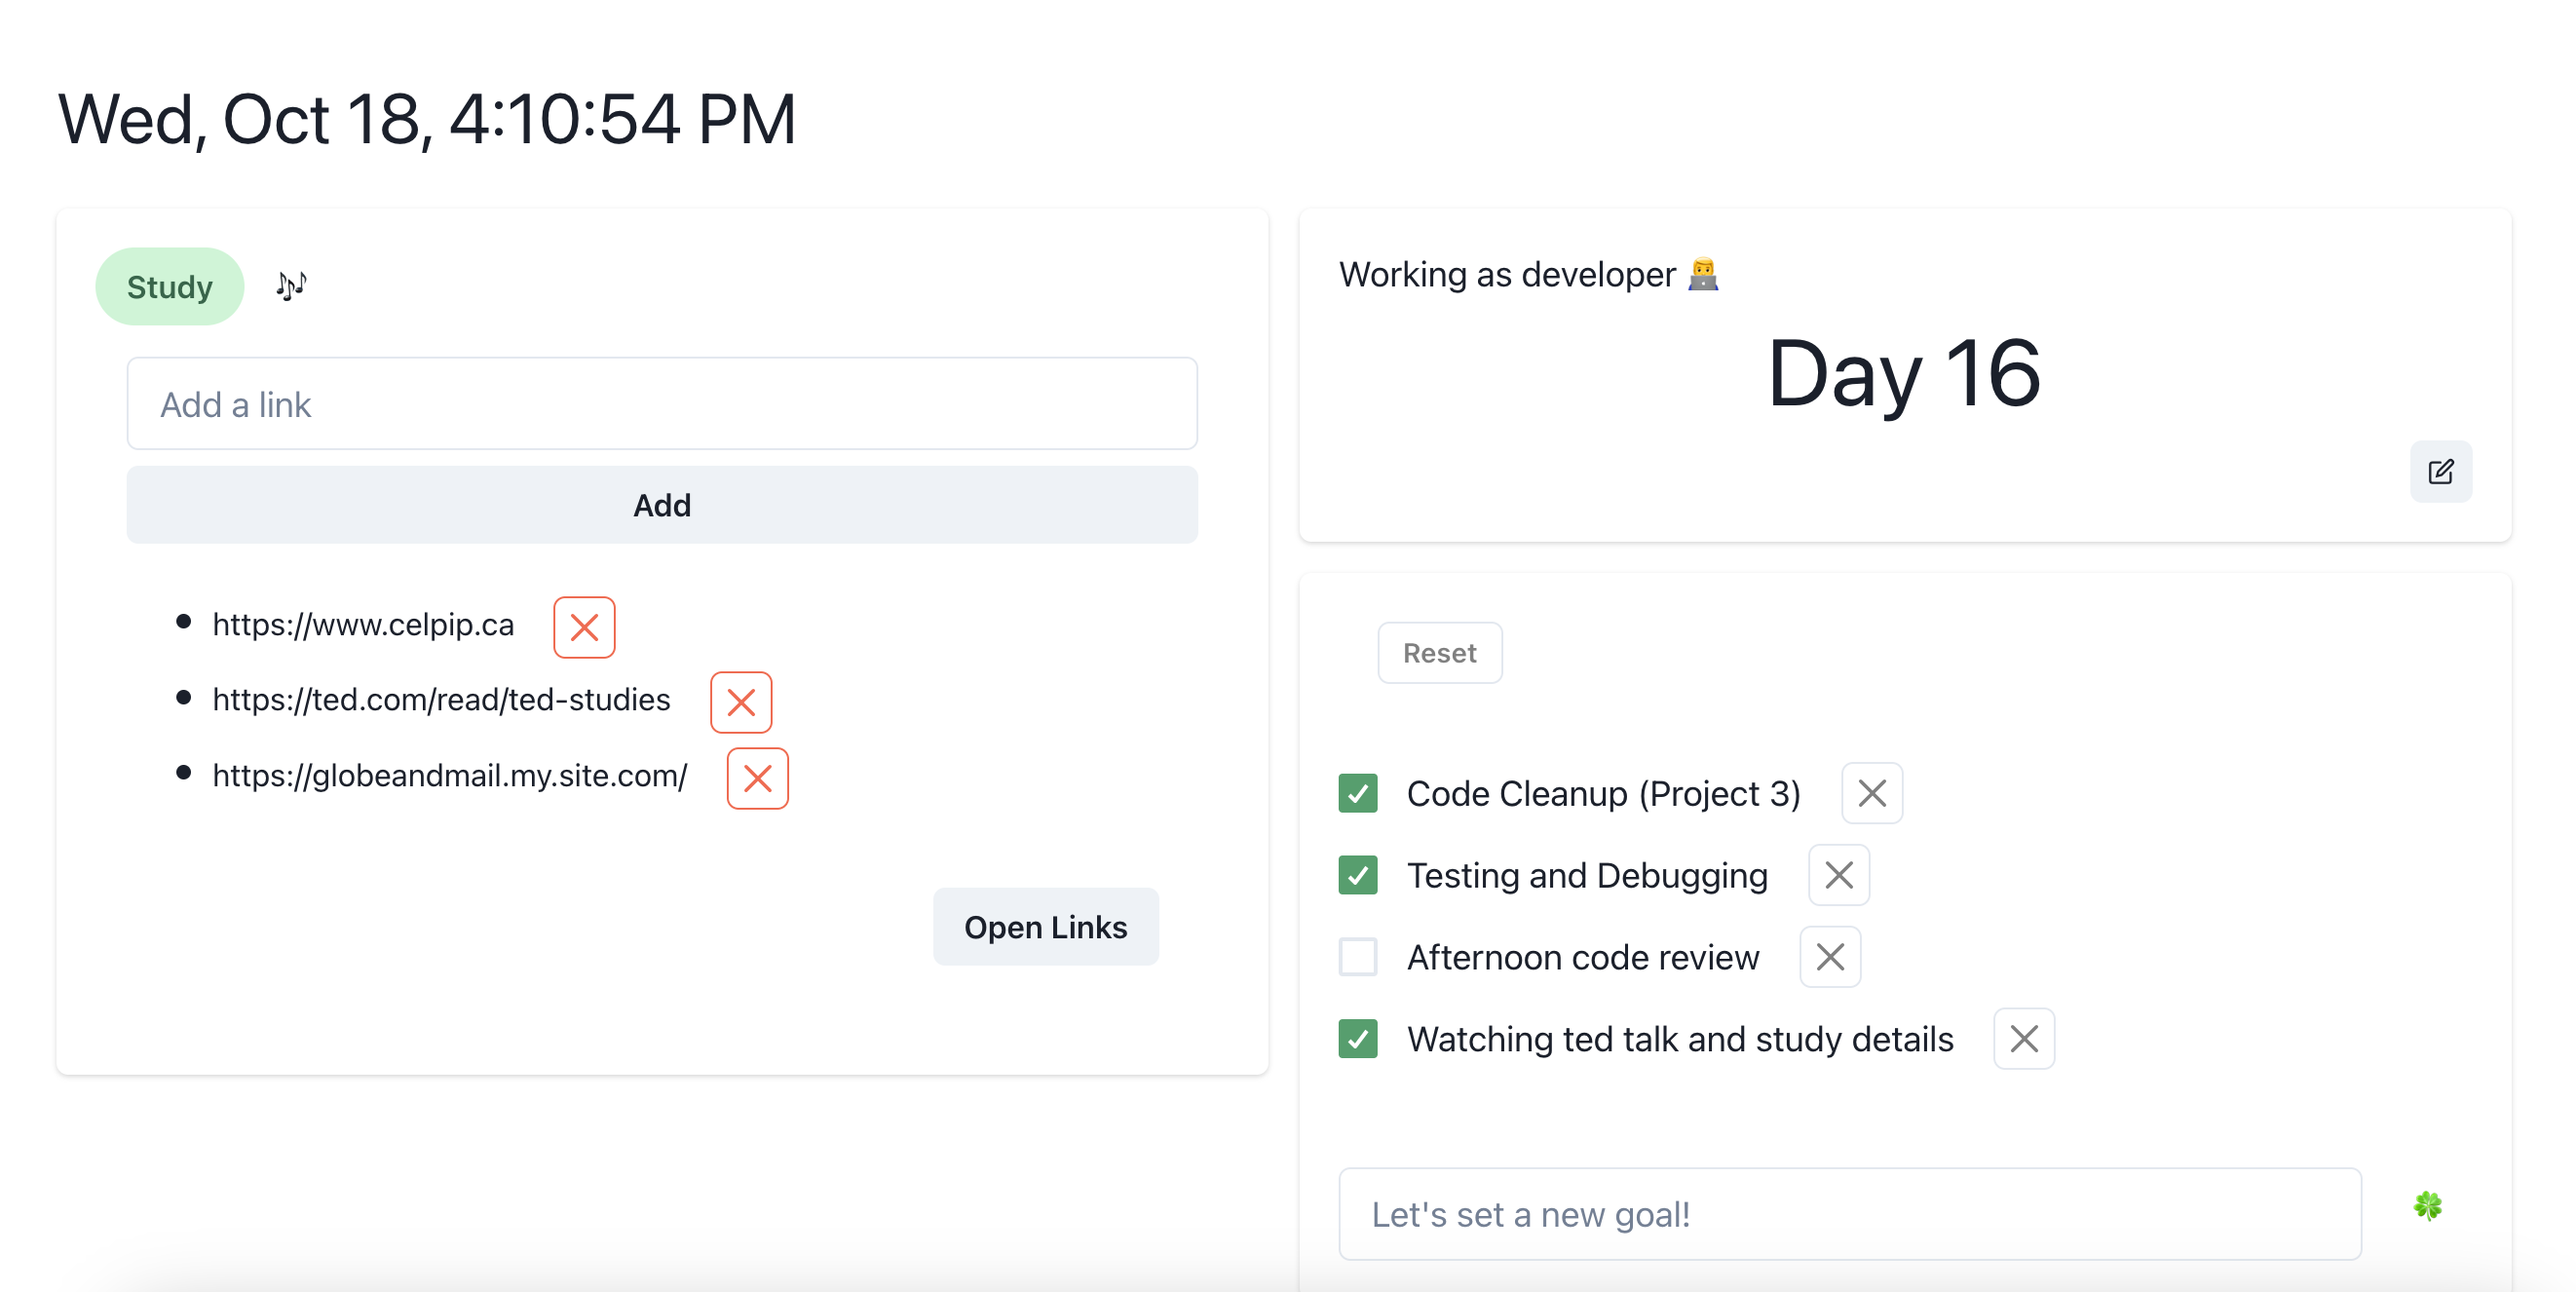 Wed, Oct 18, 4:10:54 PM
Study 🎶
Add a link
Add
https://www.celpip.ca
https://ted.com/read/ted-studies
https://globeandmail.my.site.com/
Open Links
Working as developer 👨‍💻
Day 16
Reset
Code Cleanup (Project 3)
Testing and Debugging
Afternoon code review
Watching ted talk and study details
Let's set a new goal! 🍀